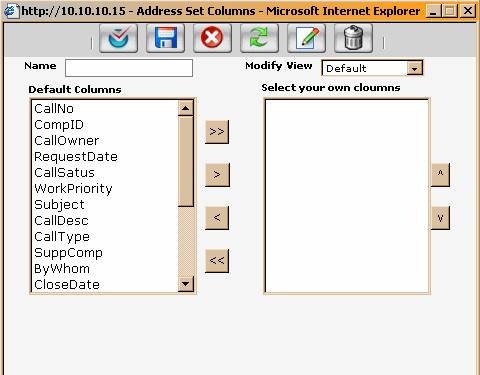 http://10.10.10.15 - Address Set Columns - Microsoft Internet Explorer
Name
Modify View
Default
Default Columns
Select your own cloumns
CallNo
CompID
CallOwner
RequestDate
CallSatus
WorkPriority
Subject
CallDesc
CallType
SuppComp
ByWhom
CloseDate
>>
>
<
<<
^
v